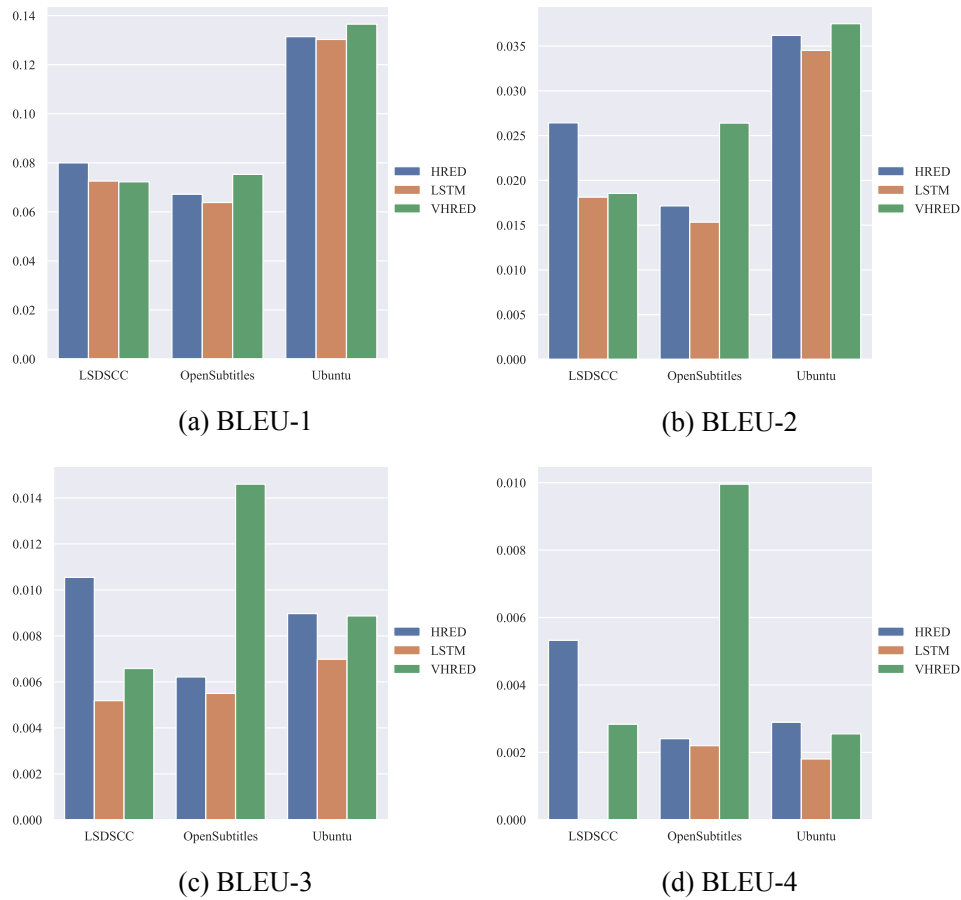 0.14
0.12
0.10
0.08
0.06
0.04
0.02
0.00
LSDSCC OpenSubtitles Ubuntu
HRED
LSTM
VHRED
(a) BLEU-1
0.035
0.030
0.025
0.020
0.015
0.010
0.005
0.000
LSDSCC OpenSubtitles Ubuntu
HRED
LSTM
VHRED
(b) BLEU-2
0.014
0.012
0.010
0.008
0.006
0.004
0.002
0.000
LSDSCC OpenSubtitles Ubuntu
HRED
LSTM
VHRED
(c) BLEU-3
0.010
0.008
0.006
0.004
0.002
0.000
LSDSCC OpenSubtitles Ubuntu
HRED
LSTM
VHRED
(d) BLEU-4